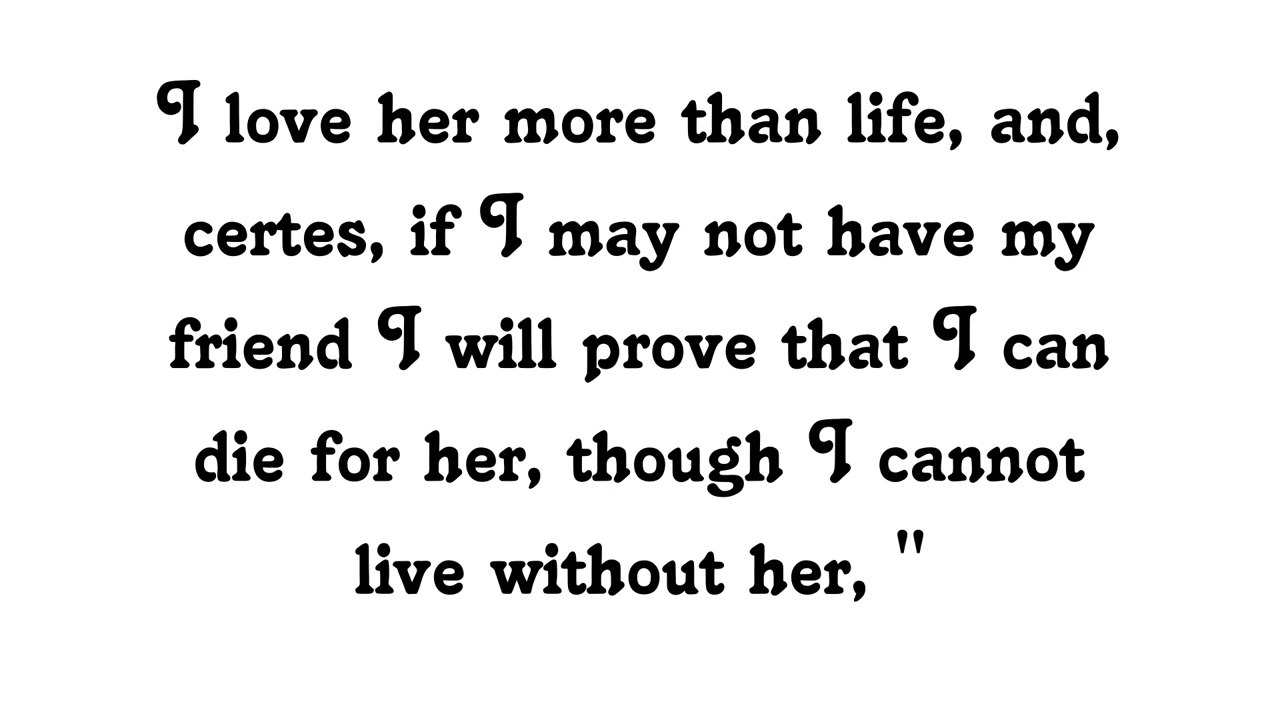 I love her more than life, and,
certes, if I may not have my
friend I will prove that I can
die for her, though I cannot
live without her, "